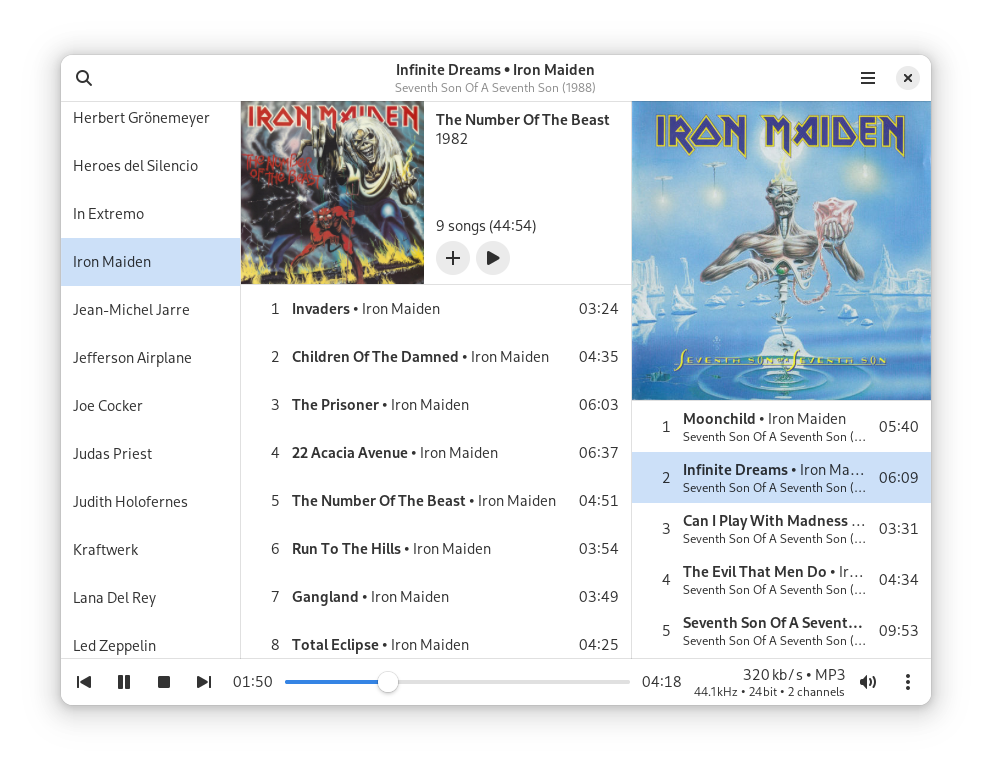 Infinite Dreams • Iron Maiden
Seventh Son Of A Seventh Son (1988)
Herbert Grönemeyer
Heroes del Silencio
In Extremo
Iron Maiden
Jean-Michel Jarre
Jefferson Airplane
Joe Cocker
Judas Priest
Judith Holofernes
Kraftwerk
Lana Del Rey
Led Zeppelin
IRON MAIDEN
The Number
of The Beast
The Number Of The Beast
1982
9 songs (44:54)
1 Invaders • Iron Maiden 03:24
2 Children Of The Damned • Iron Maiden 04:35
3 The Prisoner • Iron Maiden 06:03
4 22 Acacia Avenue • Iron Maiden 06:37
5 The Number Of The Beast • Iron Maiden 04:51
6 Run To The Hills • Iron Maiden 03:54
7 Gangland • Iron Maiden 03:49
8 Total Eclipse • Iron Maiden 04:25
IRON MAIDEN
SEVENTH SON OF A SEVENTH SON
1 Moonchild • Iron Maiden 05:40
Seventh Son Of A Seventh Son (…
2 Infinite Dreams • Iron Ma… 06:09
Seventh Son Of A Seventh Son (…
3 Can I Play With Madness … 03:31
Seventh Son Of A Seventh Son (…
4 The Evil That Men Do • Ir… 04:34
Seventh Son Of A Seventh Son (…
5 Seventh Son Of A Sevent… 09:53
Seventh Son Of A Seventh Son (…
01:50
04:18
320 kb/s • MP3
44.1 kHz • 24 bit • 2 channels